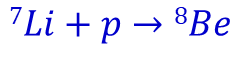 ⁷Li + p → ⁸Be